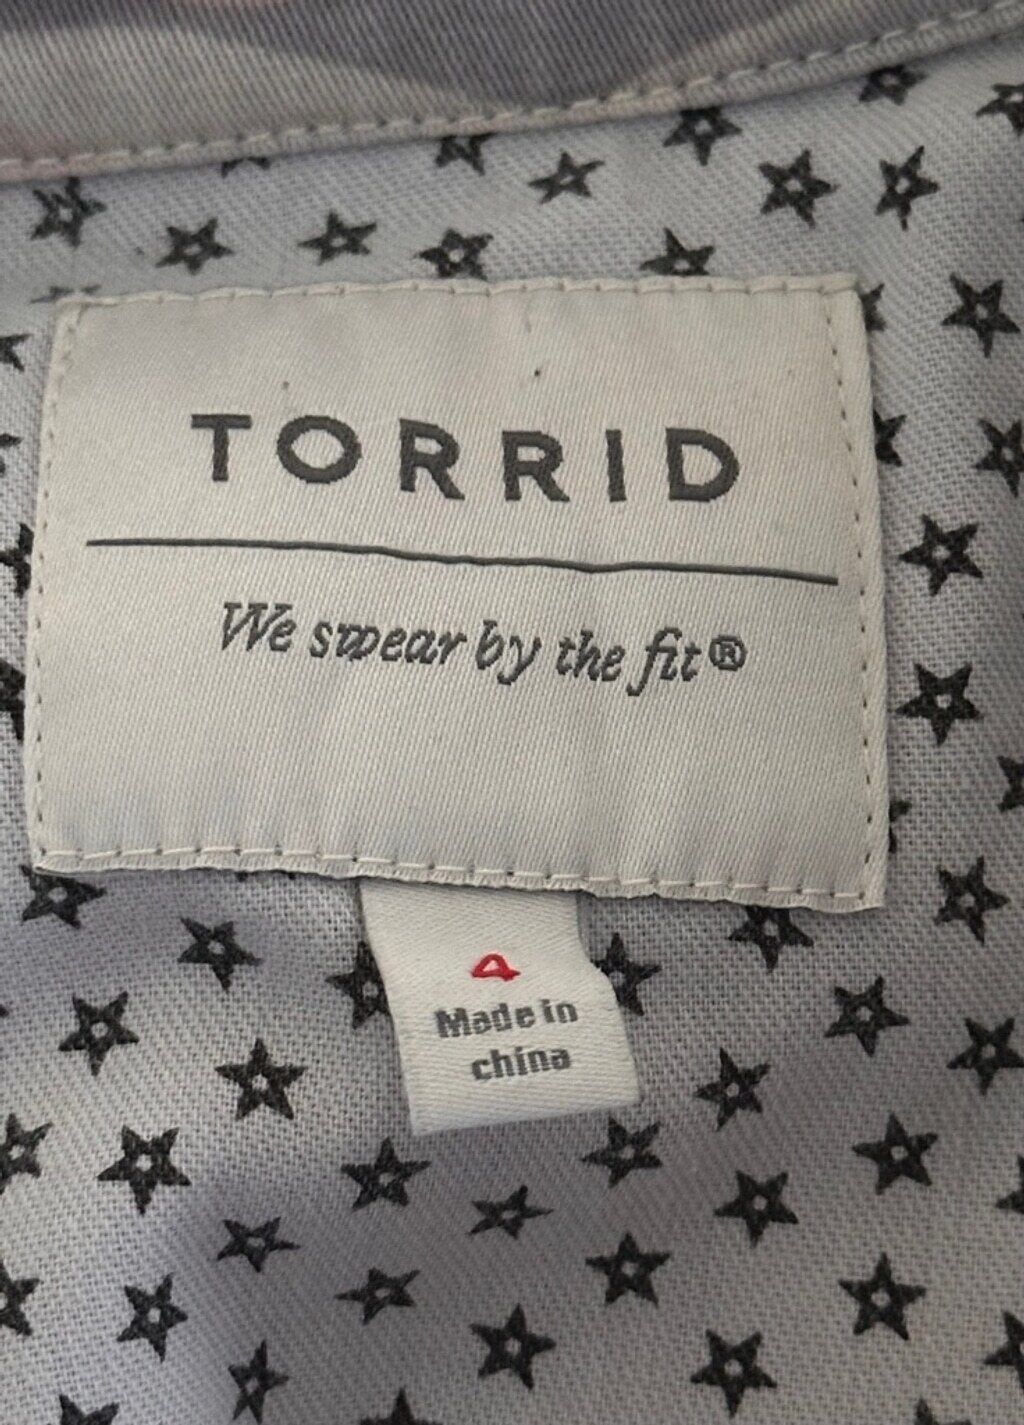 TORRID
We swear by the fit®
4
Made in
china